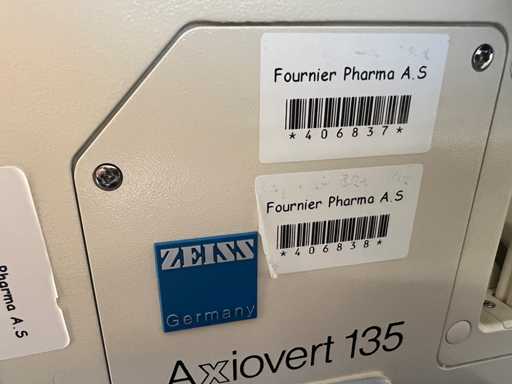 Fournier Pharma A.S
*406837*
Fournier Pharma A.S
*406838*
ZEISS
Germany
Axiovert 135
Pharma A.S